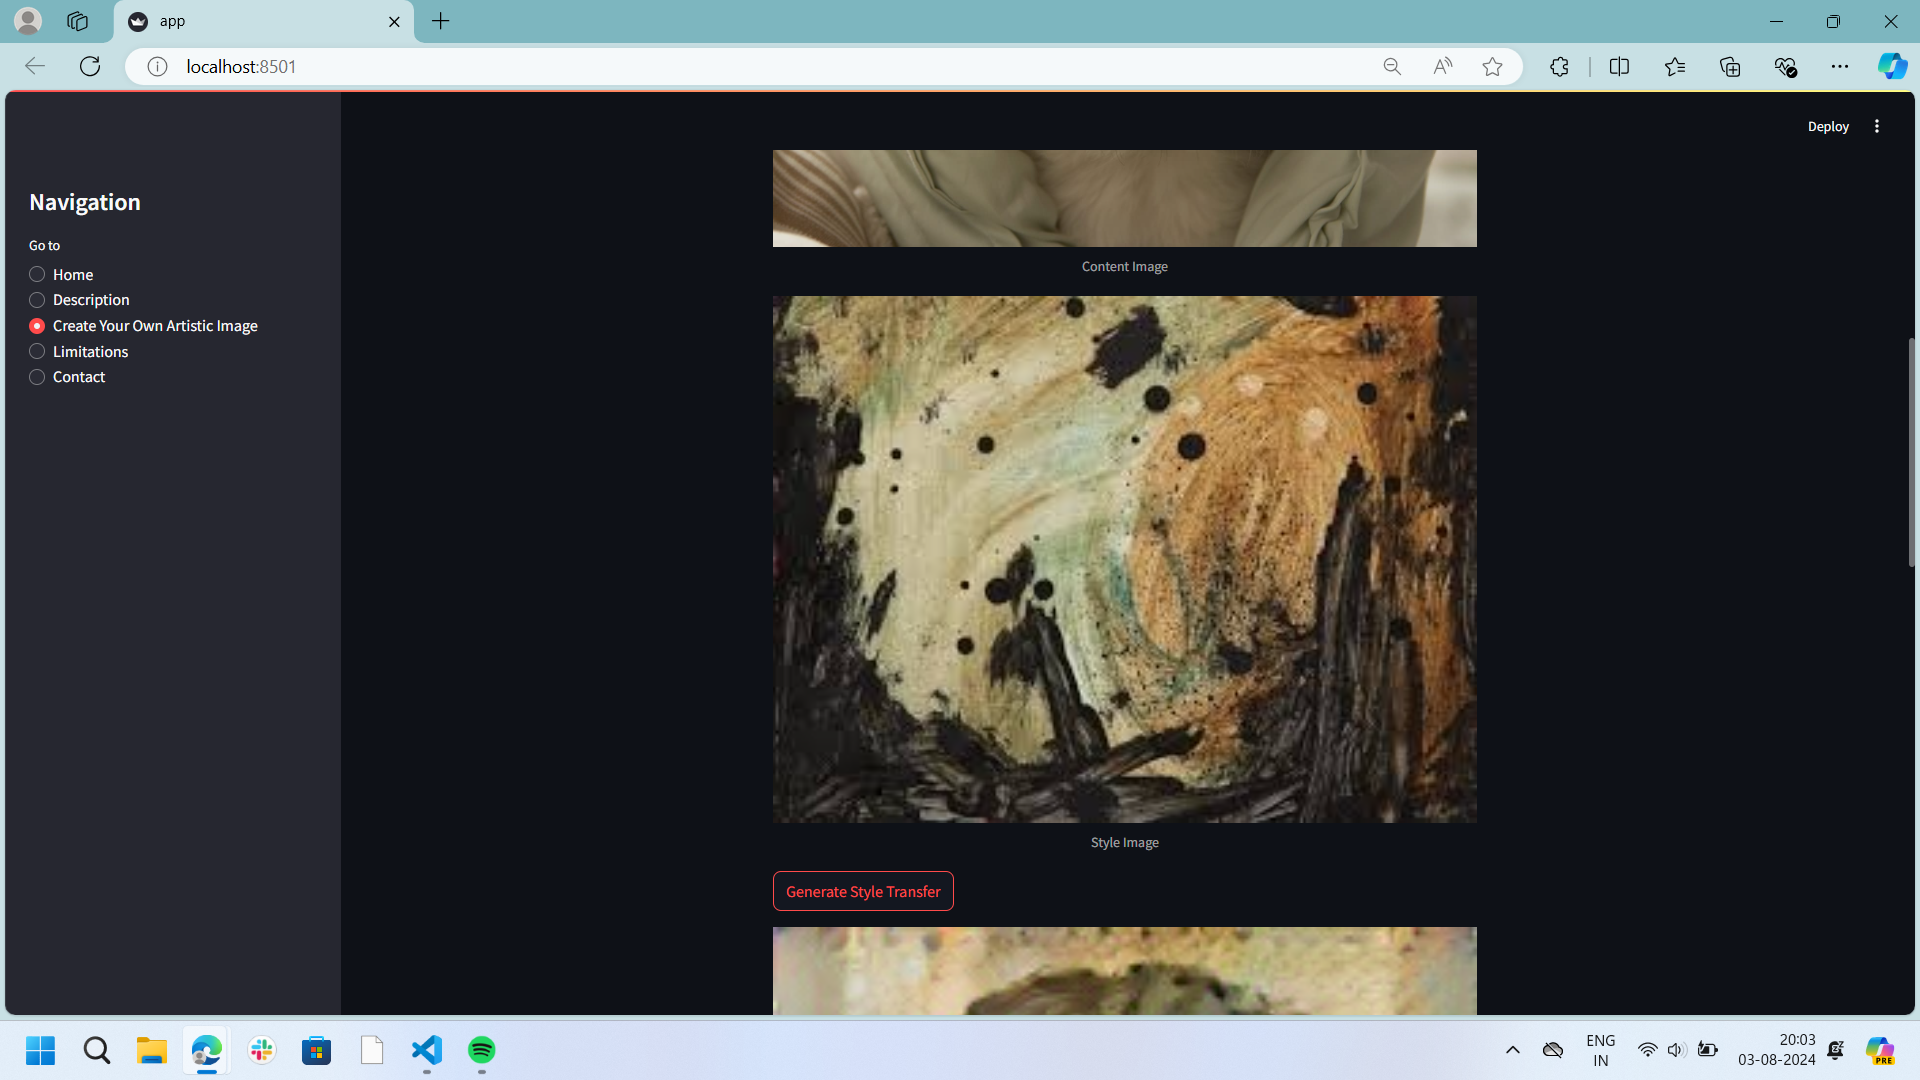 app
localhost:8501
Deploy
Navigation
Go to
Home
Description
Create Your Own Artistic Image
Limitations
Contact
Content Image
Style Image
Generate Style Transfer
ENG
IN
20:03
03-08-2024
PRE